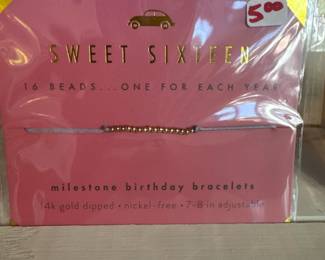 5.00
SWEET SIXTEEN
16 BEADS...ONE FOR EACH YEAR
milestone birthday bracelets
14k gold dipped • nickel-free • 7-8 in adjustable